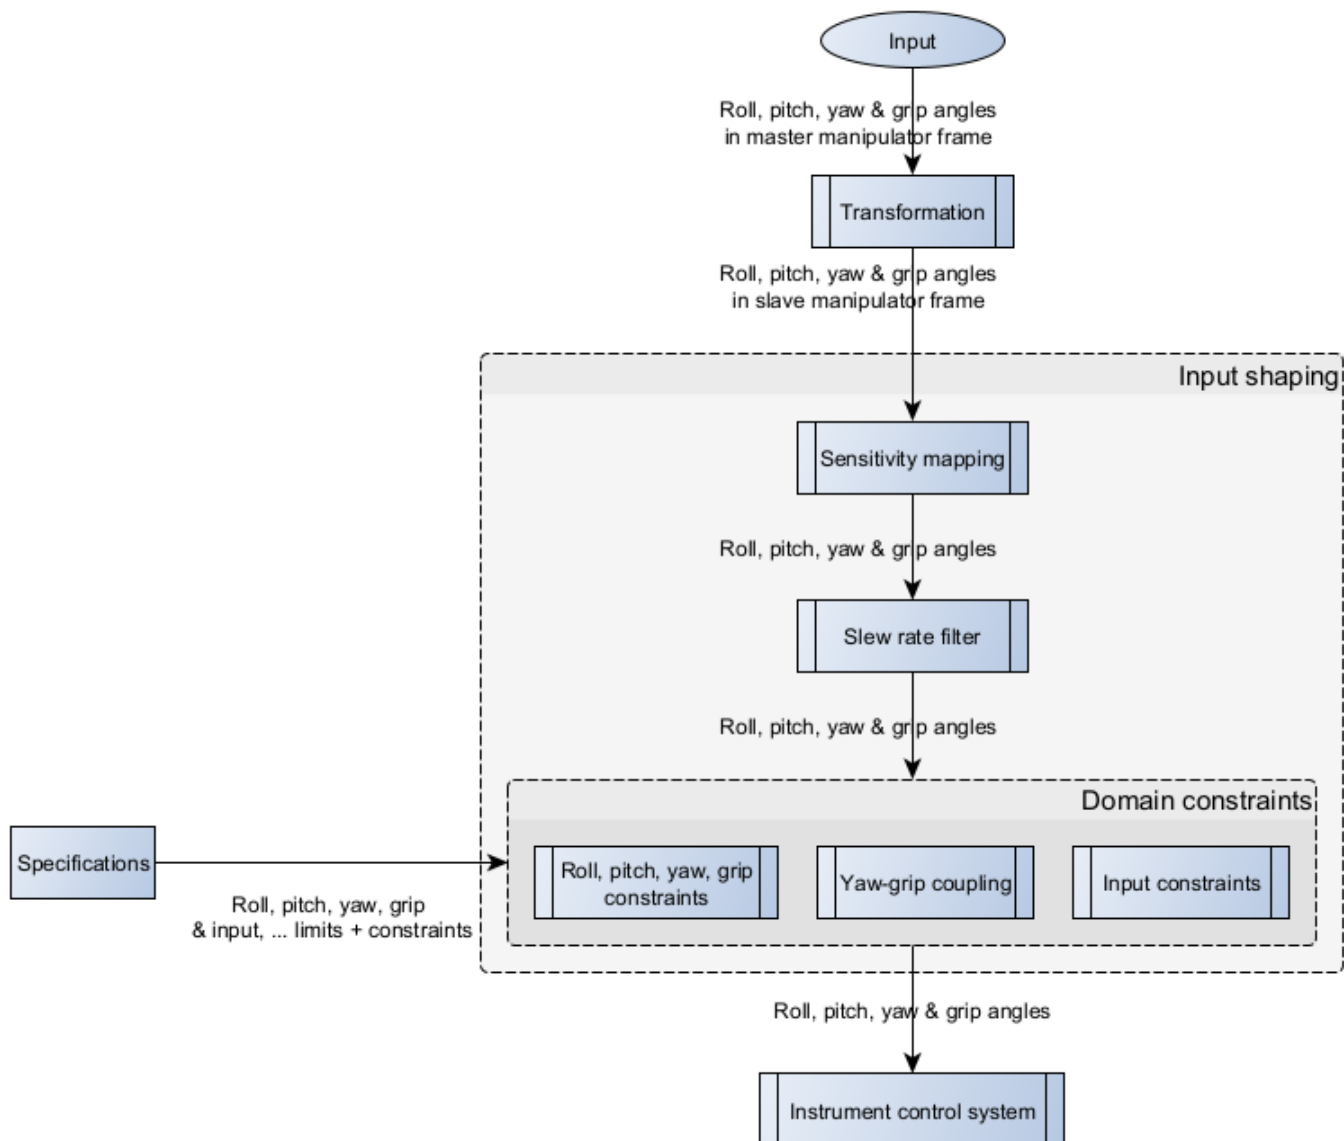 Input
Roll, pitch, yaw & grip angles
in master manipulator frame
Transformation
Roll, pitch, yaw & grip angles
in slave manipulator frame
Input shaping
Sensitivity mapping
Roll, pitch, yaw & grip angles
Slew rate filter
Roll, pitch, yaw & grip angles
Domain constraints
Specifications
Roll, pitch, yaw, grip
constraints
Yaw-grip coupling
Input constraints
Roll, pitch, yaw, grip
& input, ... limits + constraints
Roll, pitch, yaw & grip angles
Instrument control system